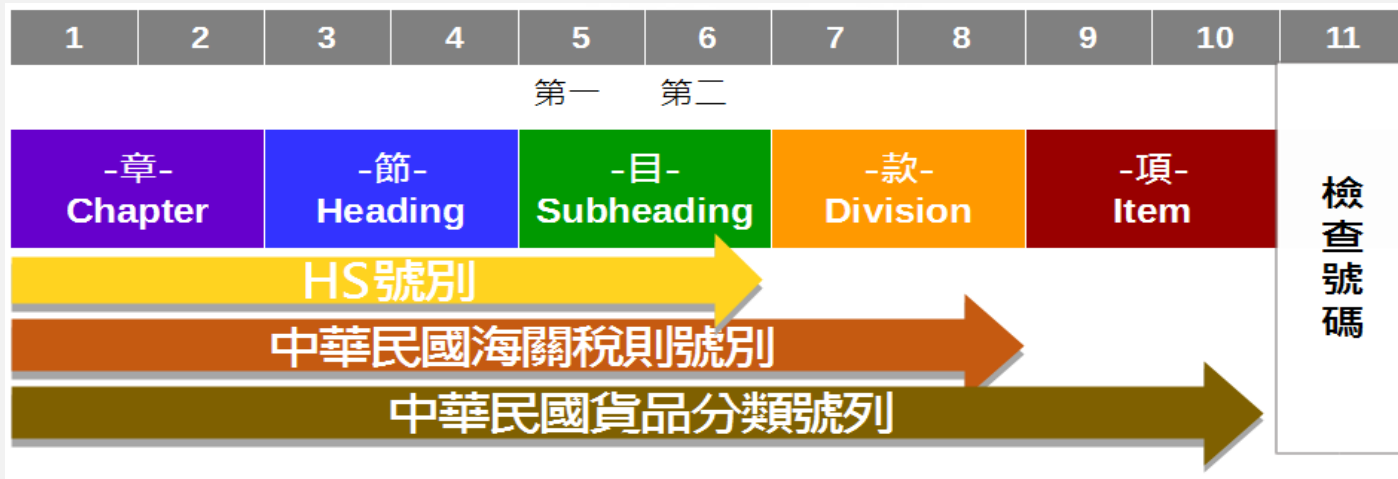 1 2 3 4 5 6 7 8 9 10 11
第一 第二
-章- -節- -目- -款- -項-
Chapter Heading Subheading Division Item
檢查號碼
HS號別
中華民國海關稅則號別
中華民國貨品分類號列